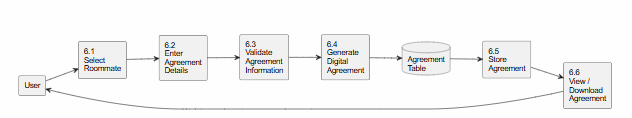 6.1
Select
Roommate
6.2
Enter
Agreement
Details
6.3
Validate
Agreement
Information
6.4
Generate
Digital
Agreement
Agreement
Table
6.5
Store
Agreement
6.6
View /
Download
Agreement
User